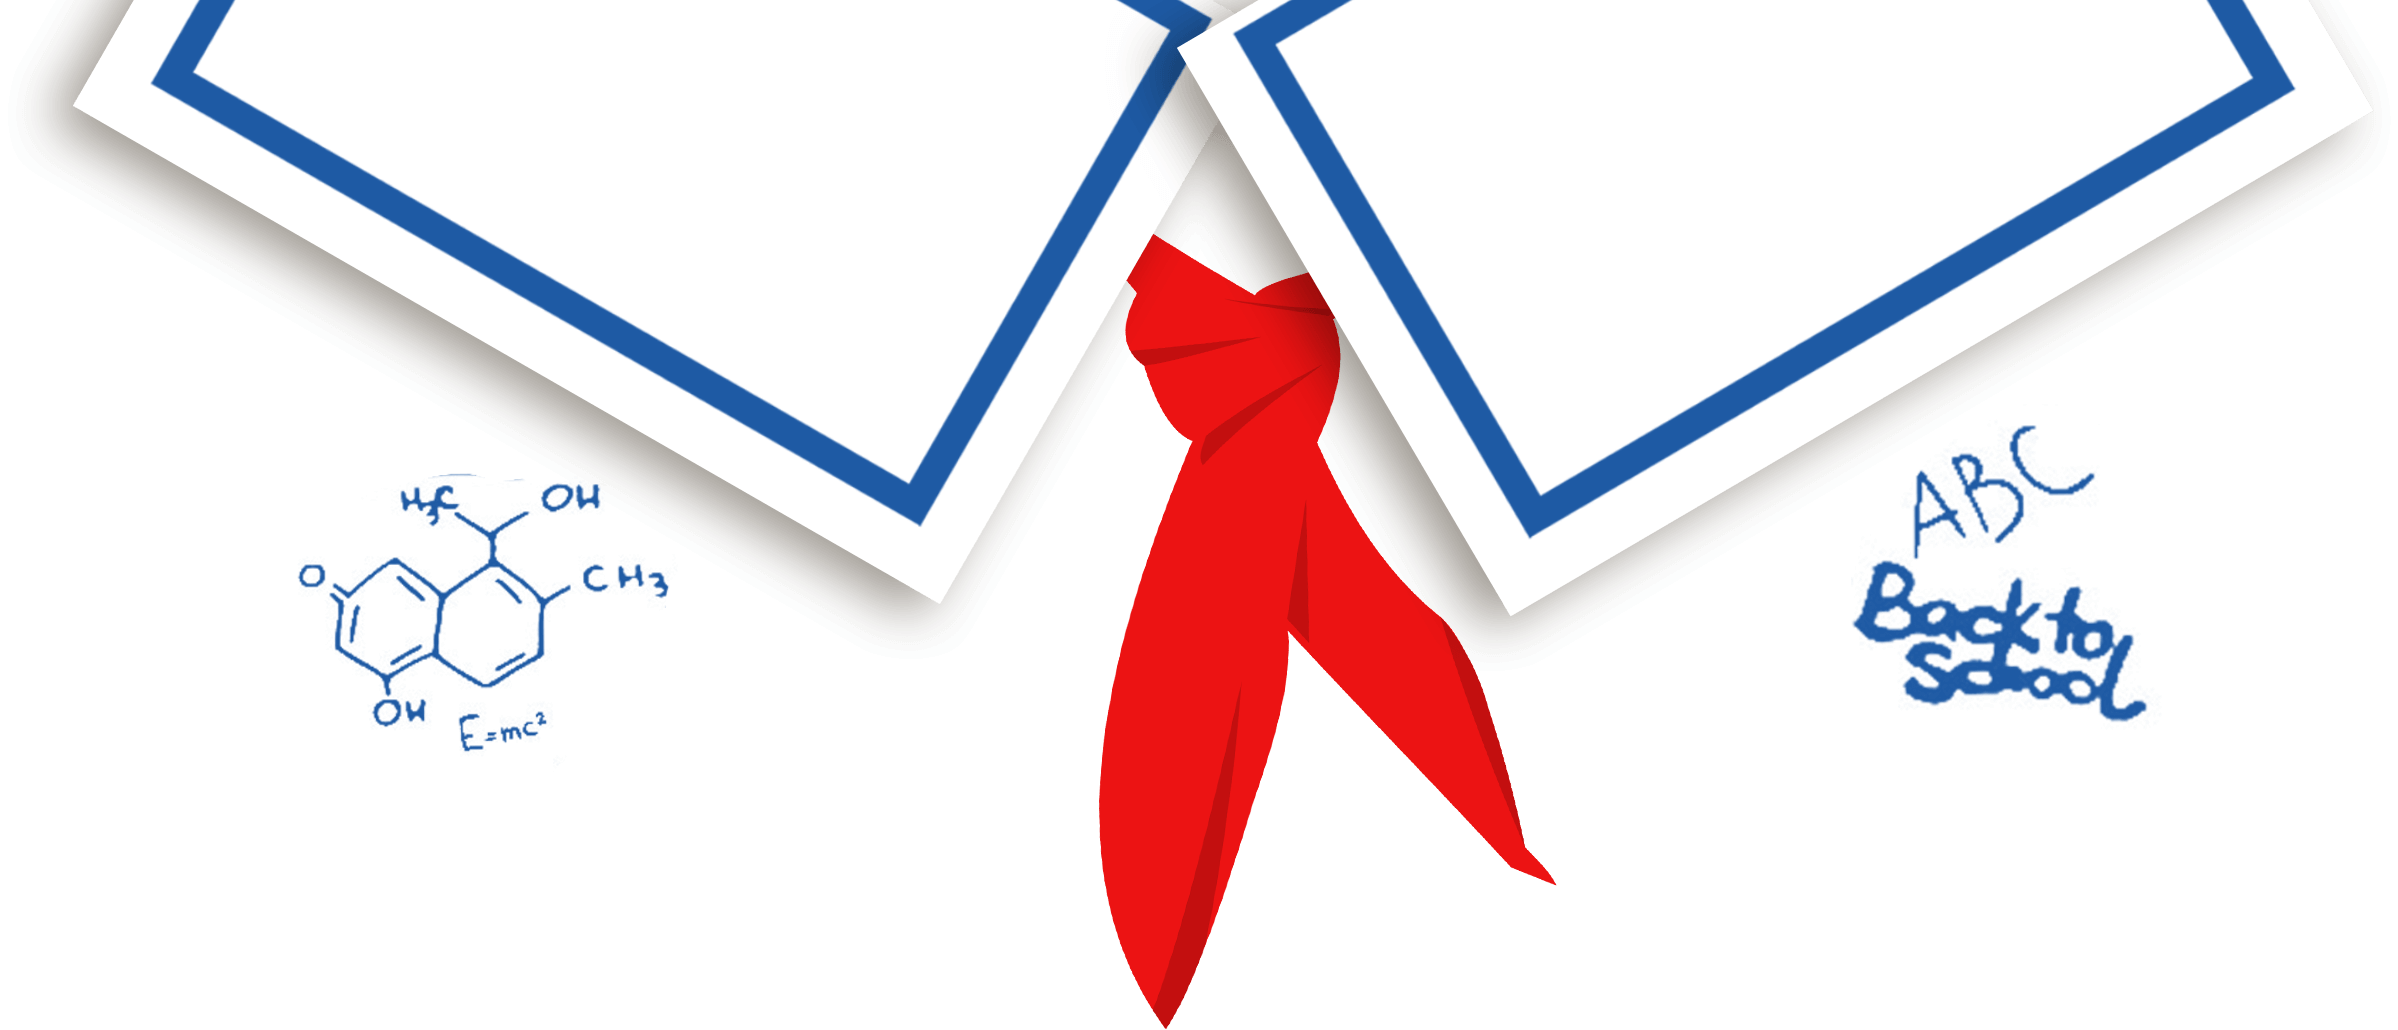 H₃C OH
O
CH₃
OH
E=mc²
ABC
Back to
School